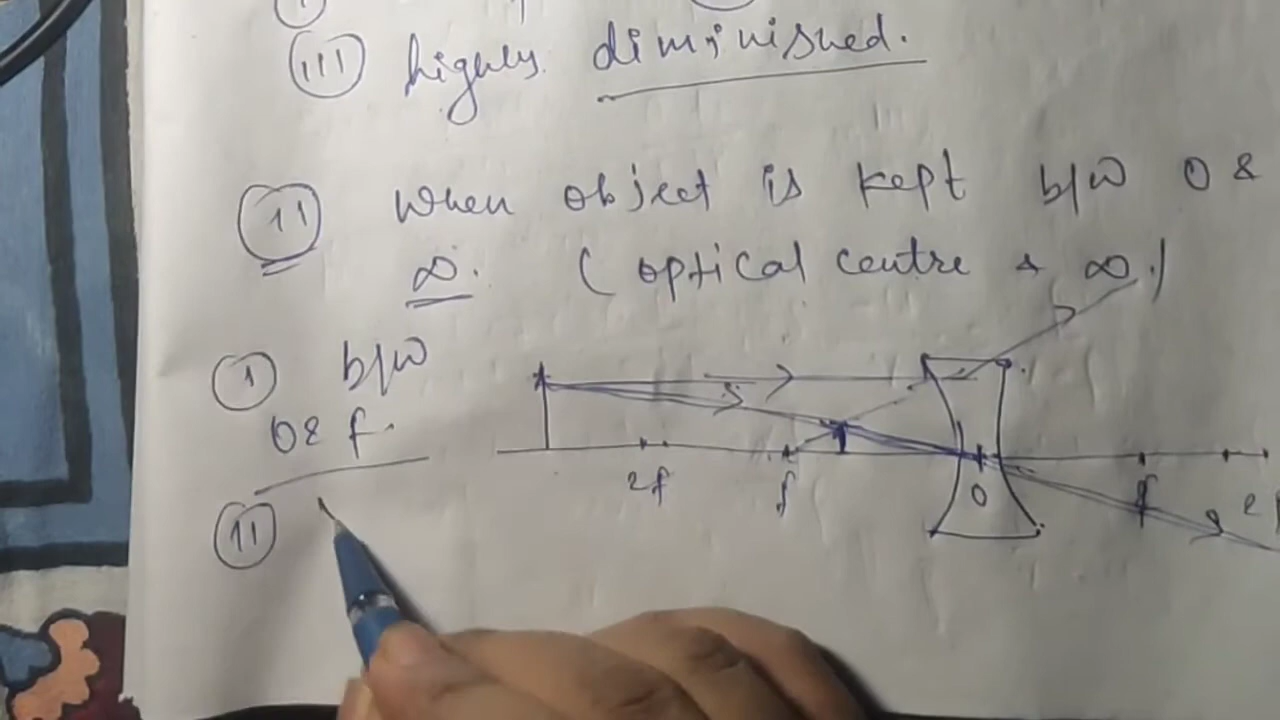 (III) highly diminished.
(II) when object is kept b/w O &
∞. (optical centre & ∞.)
(I) b/w
O & f.
2f f O f 2f
(II)